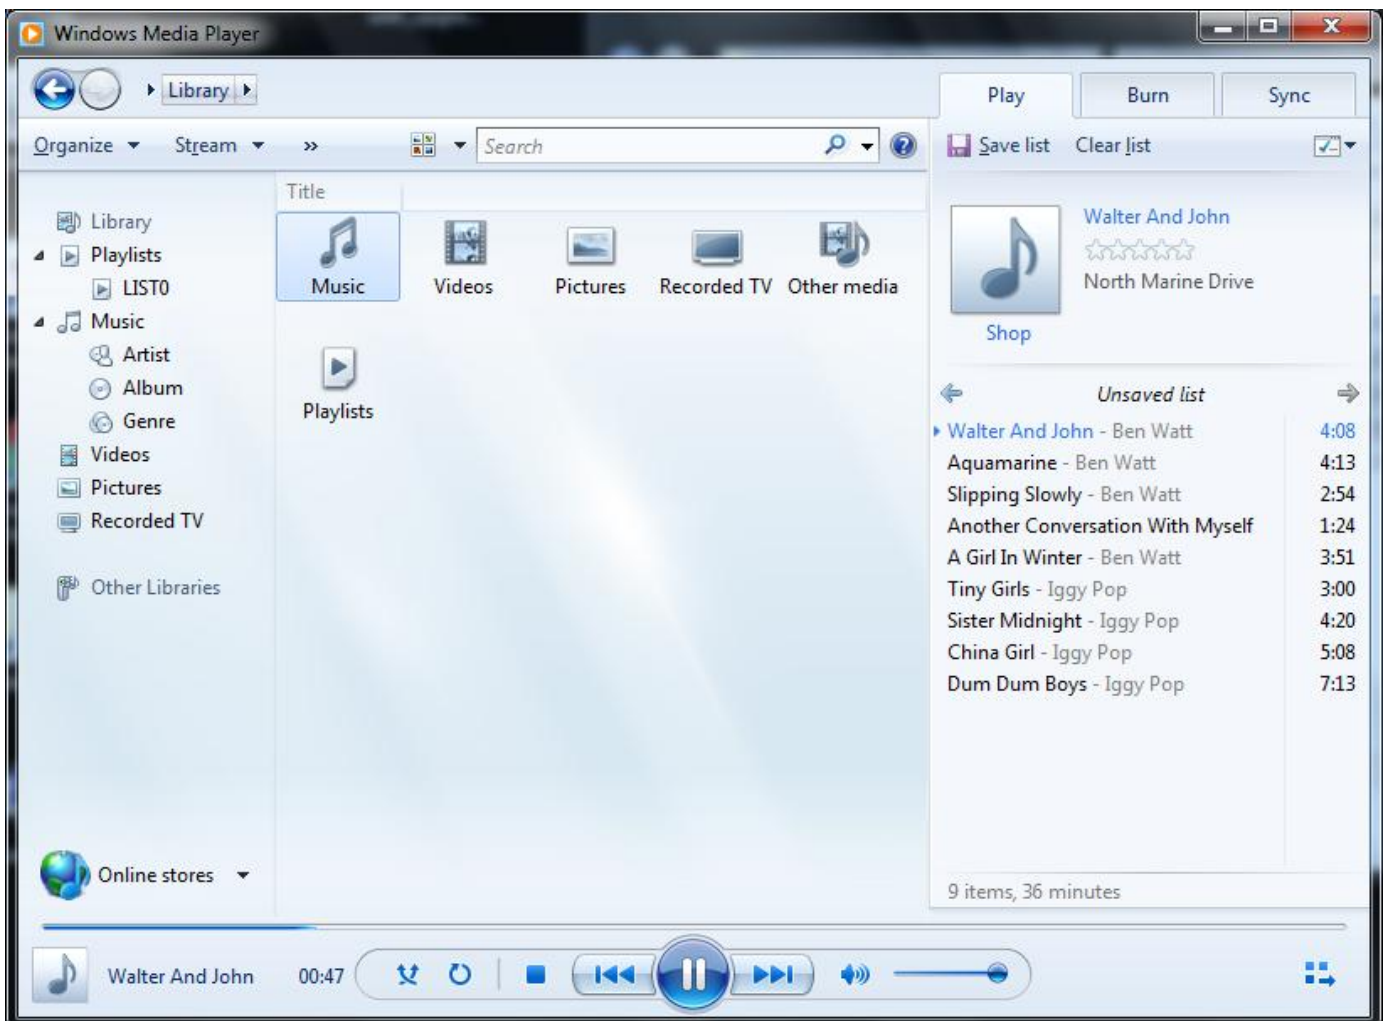 Windows Media Player
Library
Play Burn Sync
Organize Stream » Search
Save list Clear list
Title
Library
Playlists
LIST0
Music
Artist
Album
Genre
Videos
Pictures
Recorded TV
Other Libraries
Online stores
Music Videos Pictures Recorded TV Other media
Playlists
Walter And John
North Marine Drive
Shop
Unsaved list
Walter And John - Ben Watt 4:08
Aquamarine - Ben Watt 4:13
Slipping Slowly - Ben Watt 2:54
Another Conversation With Myself 1:24
A Girl In Winter - Ben Watt 3:51
Tiny Girls - Iggy Pop 3:00
Sister Midnight - Iggy Pop 4:20
China Girl - Iggy Pop 5:08
Dum Dum Boys - Iggy Pop 7:13
9 items, 36 minutes
Walter And John 00:47